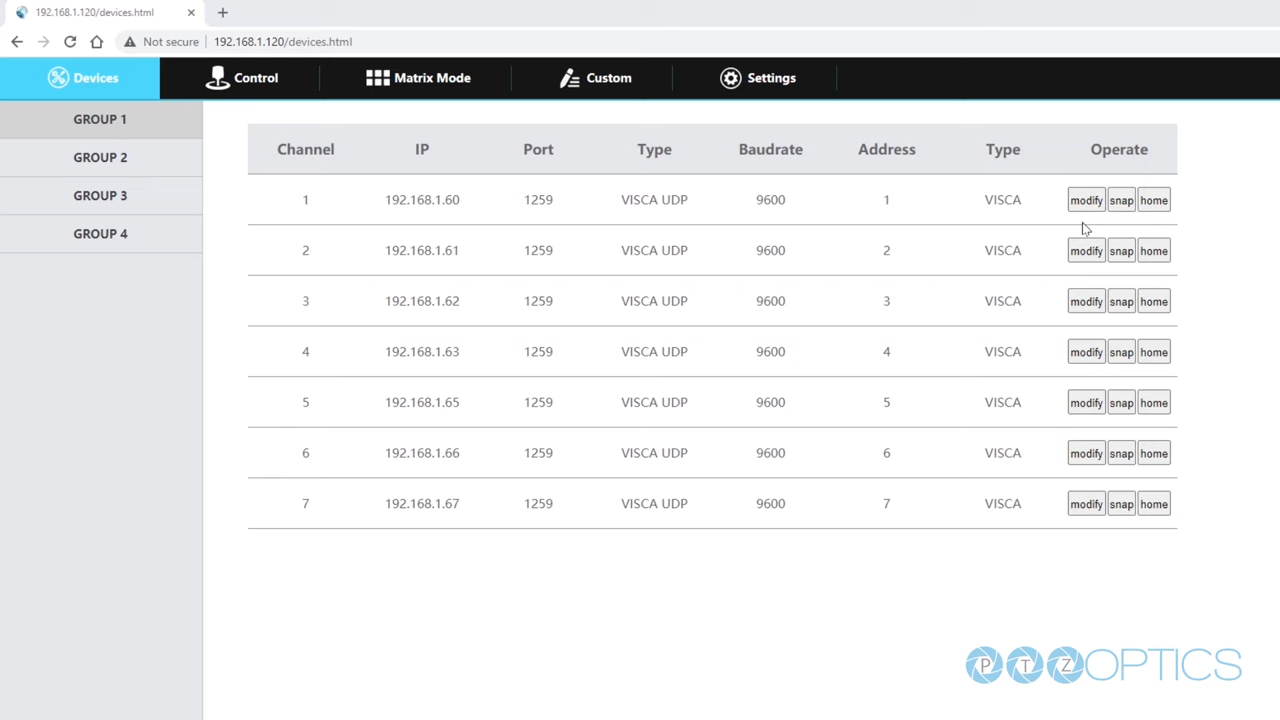 192.168.1.120/devices.html
Not secure 192.168.1.120/devices.html
Devices Control Matrix Mode Custom Settings
GROUP 1
GROUP 2
GROUP 3
GROUP 4
Channel IP Port Type Baudrate Address Type Operate
1 192.168.1.60 1259 VISCA UDP 9600 1 VISCA modify snap home
2 192.168.1.61 1259 VISCA UDP 9600 2 VISCA modify snap home
3 192.168.1.62 1259 VISCA UDP 9600 3 VISCA modify snap home
4 192.168.1.63 1259 VISCA UDP 9600 4 VISCA modify snap home
5 192.168.1.65 1259 VISCA UDP 9600 5 VISCA modify snap home
6 192.168.1.66 1259 VISCA UDP 9600 6 VISCA modify snap home
7 192.168.1.67 1259 VISCA UDP 9600 7 VISCA modify snap home
PTZOPTICS